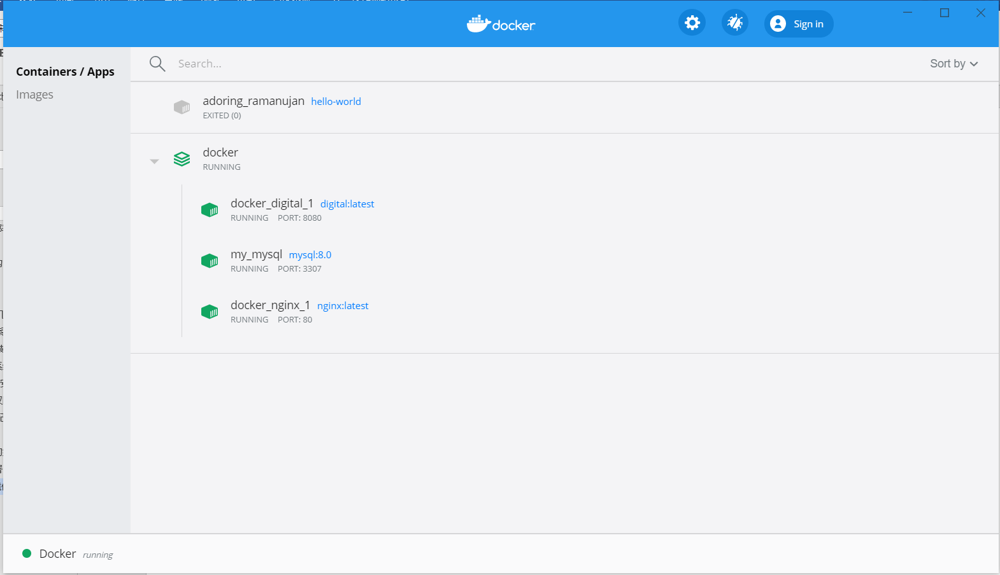 docker
Sign in
Containers / Apps
Images
Search...
Sort by
adoring_ramanujan hello-world
EXITED (0)
docker
RUNNING
docker_digital_1 digital:latest
RUNNING PORT: 8080
my_mysql mysql:8.0
RUNNING PORT: 3307
docker_nginx_1 nginx:latest
RUNNING PORT: 80
Docker running